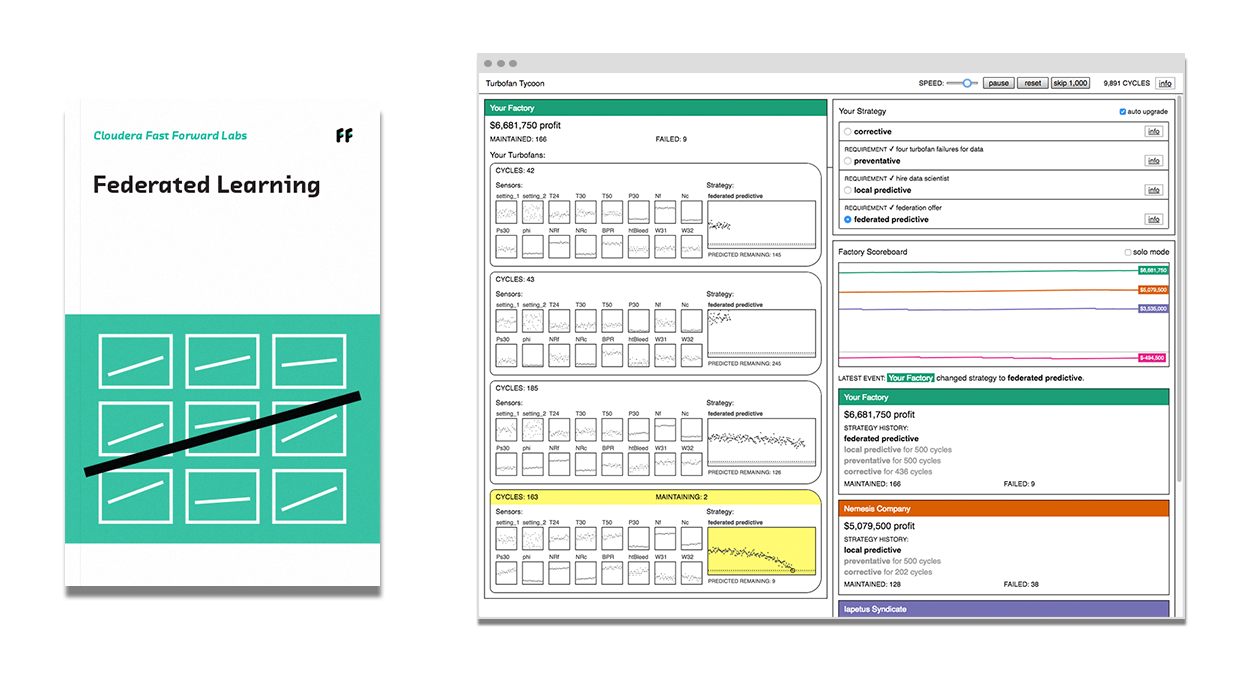 Cloudera Fast Forward Labs
FF
Federated Learning
Turbofan Tycoon
SPEED:
pause
reset
skip 1,000
9,891 CYCLES
info
Your Factory
$6,681,750 profit
MAINTAINED: 166 FAILED: 9
Your Turbofans:
CYCLES: 42
Sensors:
setting_1 setting_2 T24 T30 T50 P30 Nf Nc
Ps30 phi NRf NRc BPR htBleed W31 W32
Strategy:
federated predictive
PREDICTED REMAINING: 145
CYCLES: 43
Sensors:
setting_1 setting_2 T24 T30 T50 P30 Nf Nc
Ps30 phi NRf NRc BPR htBleed W31 W32
Strategy:
federated predictive
PREDICTED REMAINING: 245
CYCLES: 185
Sensors:
setting_1 setting_2 T24 T30 T50 P30 Nf Nc
Ps30 phi NRf NRc BPR htBleed W31 W32
Strategy:
federated predictive
PREDICTED REMAINING: 126
CYCLES: 163 MAINTAINING: 2
Sensors:
setting_1 setting_2 T24 T30 T50 P30 Nf Nc
Ps30 phi NRf NRc BPR htBleed W31 W32
Strategy:
federated predictive
PREDICTED REMAINING: 9
Your Strategy
auto upgrade
corrective
info
REQUIREMENT ✓ four turbofan failures for data
preventative
info
REQUIREMENT ✓ hire data scientist
local predictive
info
REQUIREMENT ✓ federation offer
federated predictive
info
Factory Scoreboard
solo mode
$6,681,750
$5,079,500
$3,535,000
$-494,500
LATEST EVENT: Your Factory changed strategy to federated predictive.
Your Factory
$6,681,750 profit
STRATEGY HISTORY:
federated predictive
local predictive for 500 cycles
preventative for 500 cycles
corrective for 436 cycles
MAINTAINED: 166 FAILED: 9
Nemesis Company
$5,079,500 profit
STRATEGY HISTORY:
local predictive
preventative for 500 cycles
corrective for 202 cycles
MAINTAINED: 128 FAILED: 38
Iapetus Syndicate